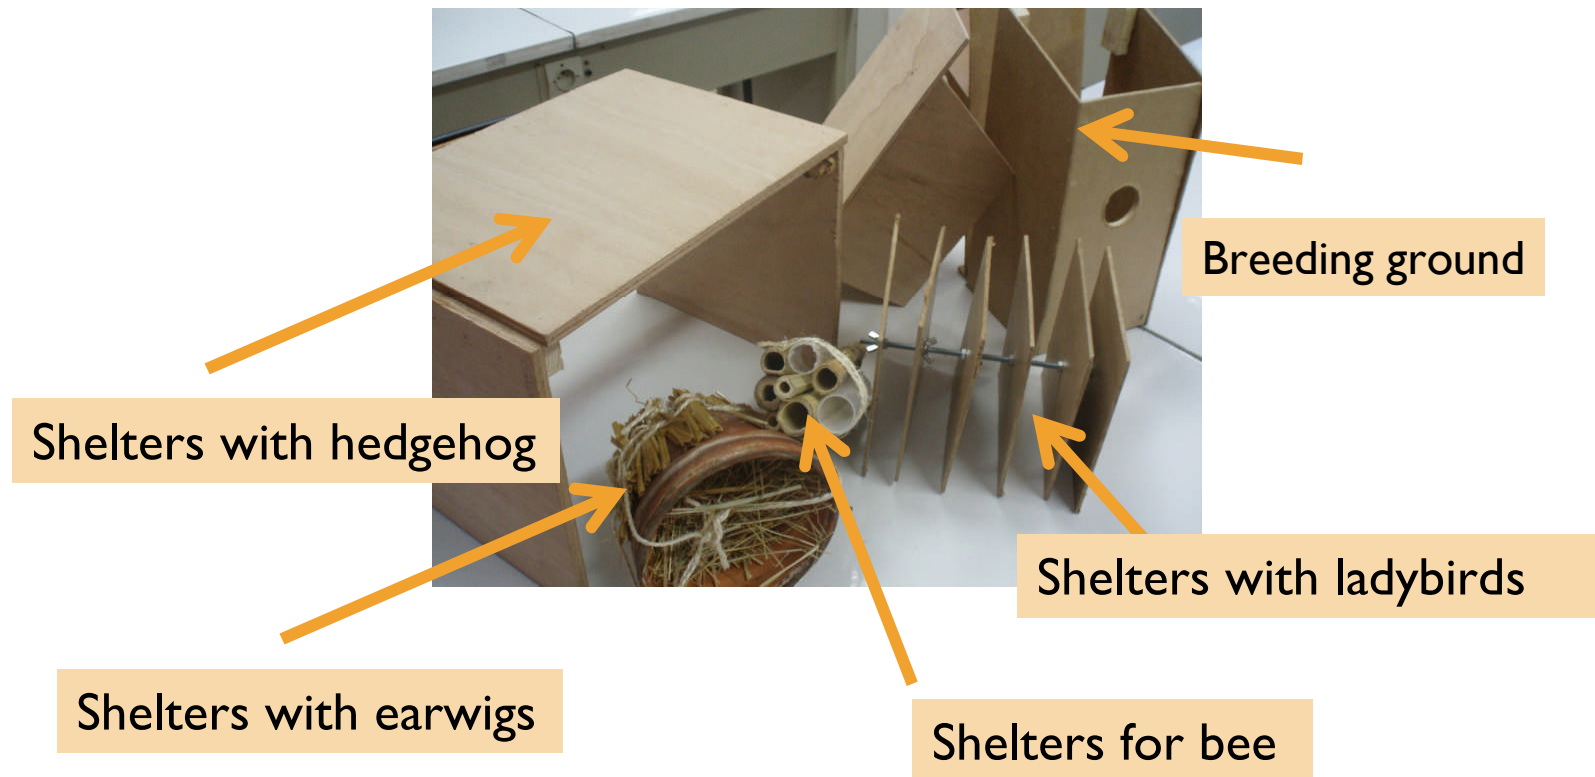 Breeding ground
Shelters with hedgehog
Shelters with ladybirds
Shelters with earwigs
Shelters for bee